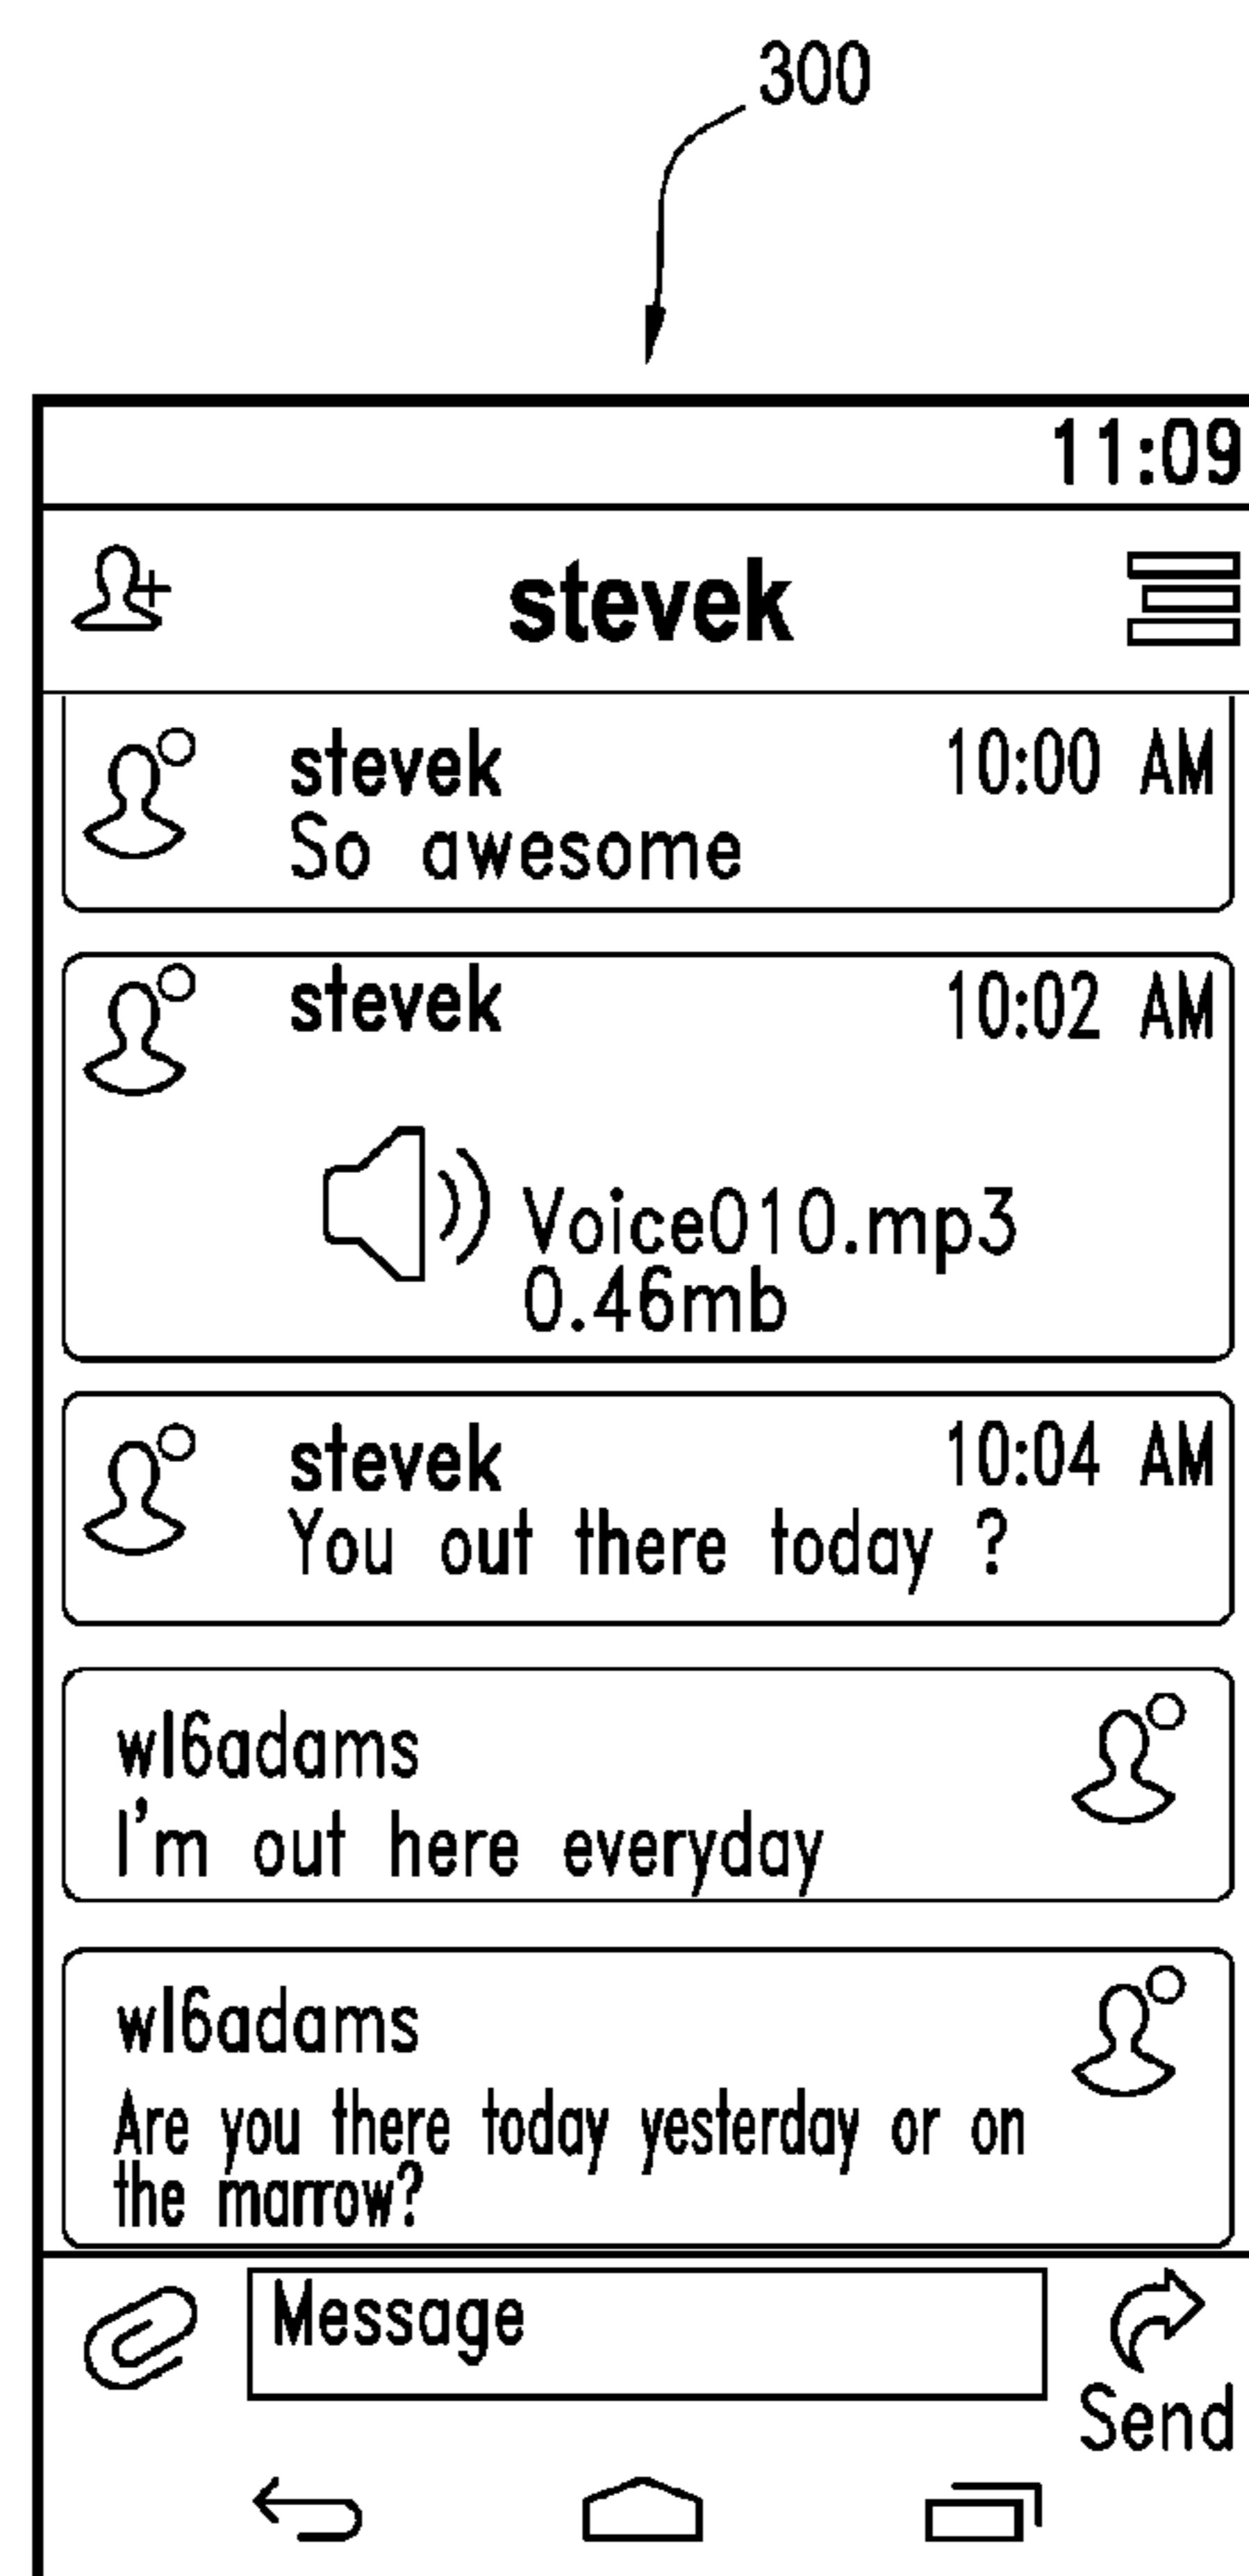 300
11:09
stevek
stevek 10:00 AM
So awesome
stevek 10:02 AM
Voice010.mp3
0.46mb
stevek 10:04 AM
You out there today ?
wl6adams
I'm out here everyday
wl6adams
Are you there today yesterday or on
the marrow?
Message
Send